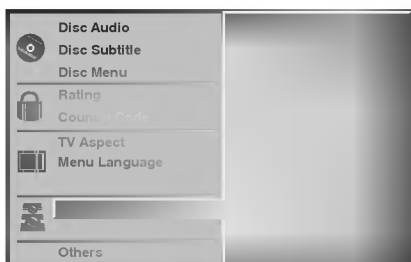 Disc Audio
Disc Subtitle
Disc Menu
Rating
Country Code
TV Aspect
Menu Language
Others